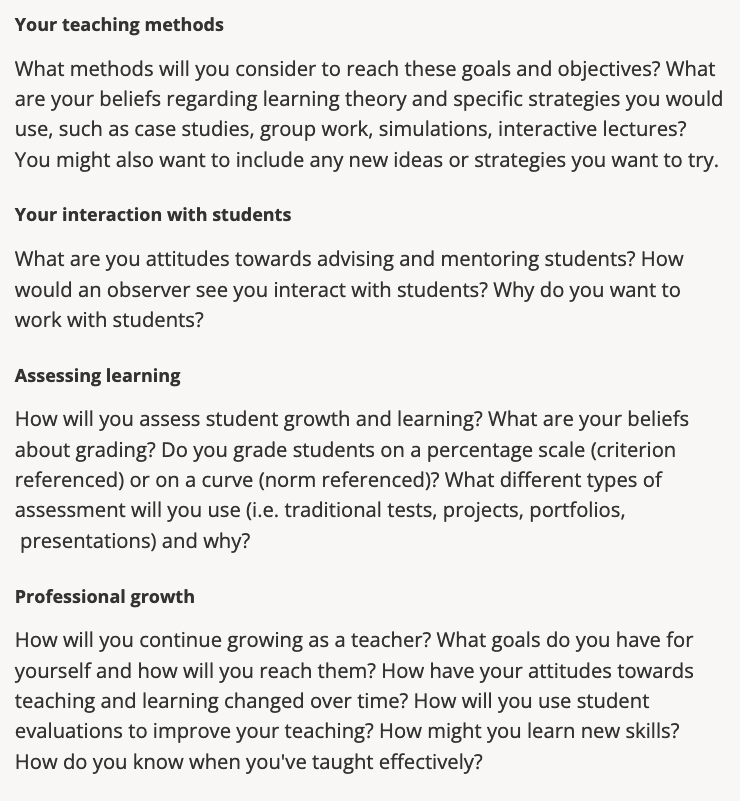 Your teaching methods
What methods will you consider to reach these goals and objectives? What
are your beliefs regarding learning theory and specific strategies you would
use, such as case studies, group work, simulations, interactive lectures?
You might also want to include any new ideas or strategies you want to try.
Your interaction with students
What are you attitudes towards advising and mentoring students? How
would an observer see you interact with students? Why do you want to
work with students?
Assessing learning
How will you assess student growth and learning? What are your beliefs
about grading? Do you grade students on a percentage scale (criterion
referenced) or on a curve (norm referenced)? What different types of
assessment will you use (i.e. traditional tests, projects, portfolios,
presentations) and why?
Professional growth
How will you continue growing as a teacher? What goals do you have for
yourself and how will you reach them? How have your attitudes towards
teaching and learning changed over time? How will you use student
evaluations to improve your teaching? How might you learn new skills?
How do you know when you've taught effectively?